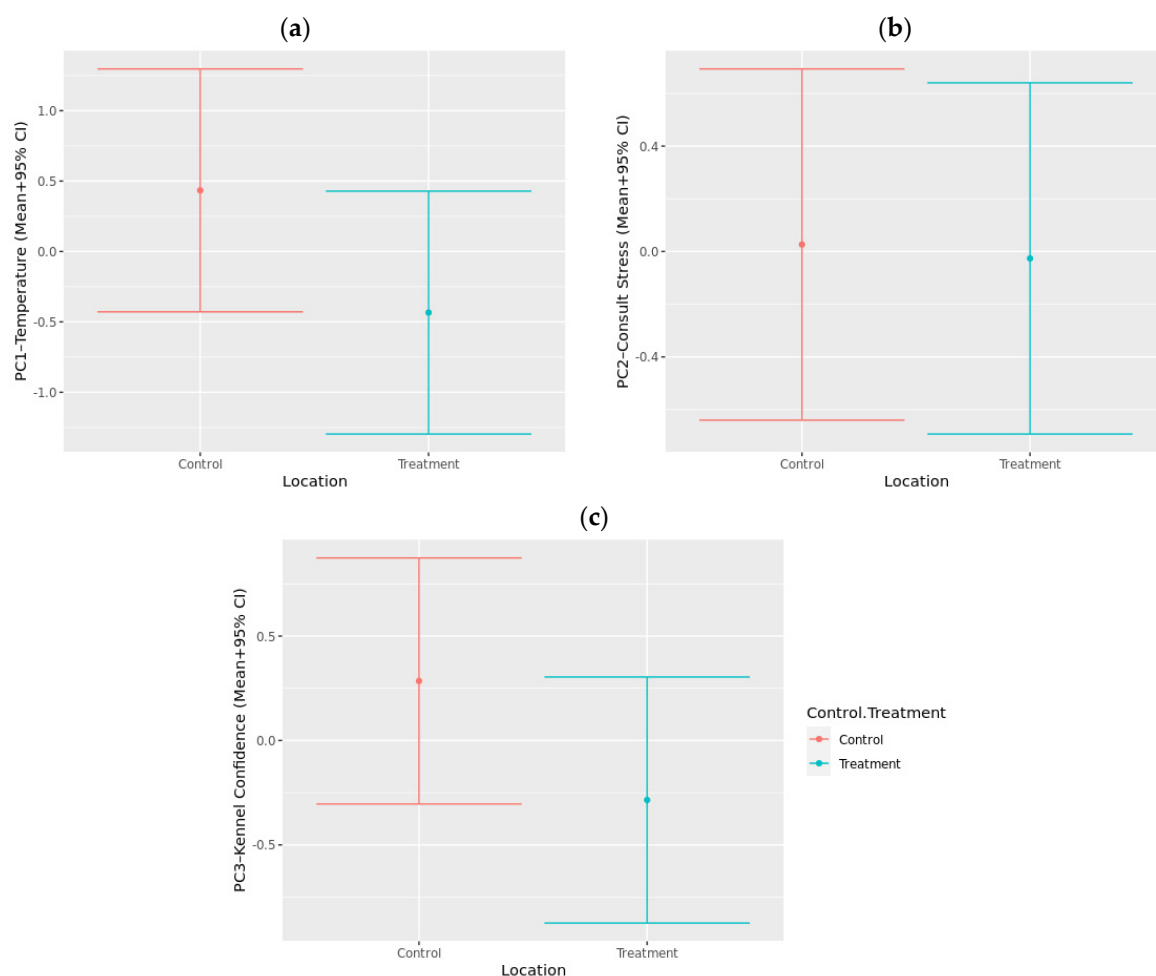 (a)
PC1-Temperature (Mean+95% CI)
1.0
0.5
0.0
-0.5
-1.0
Control
Treatment
Location
(b)
PC2-Consult Stress (Mean+95% CI)
0.4
0.0
-0.4
Control
Treatment
Location
(c)
PC3-Kennel Confidence (Mean+95% CI)
0.5
0.0
-0.5
Control
Treatment
Location
Control.Treatment
Control
Treatment